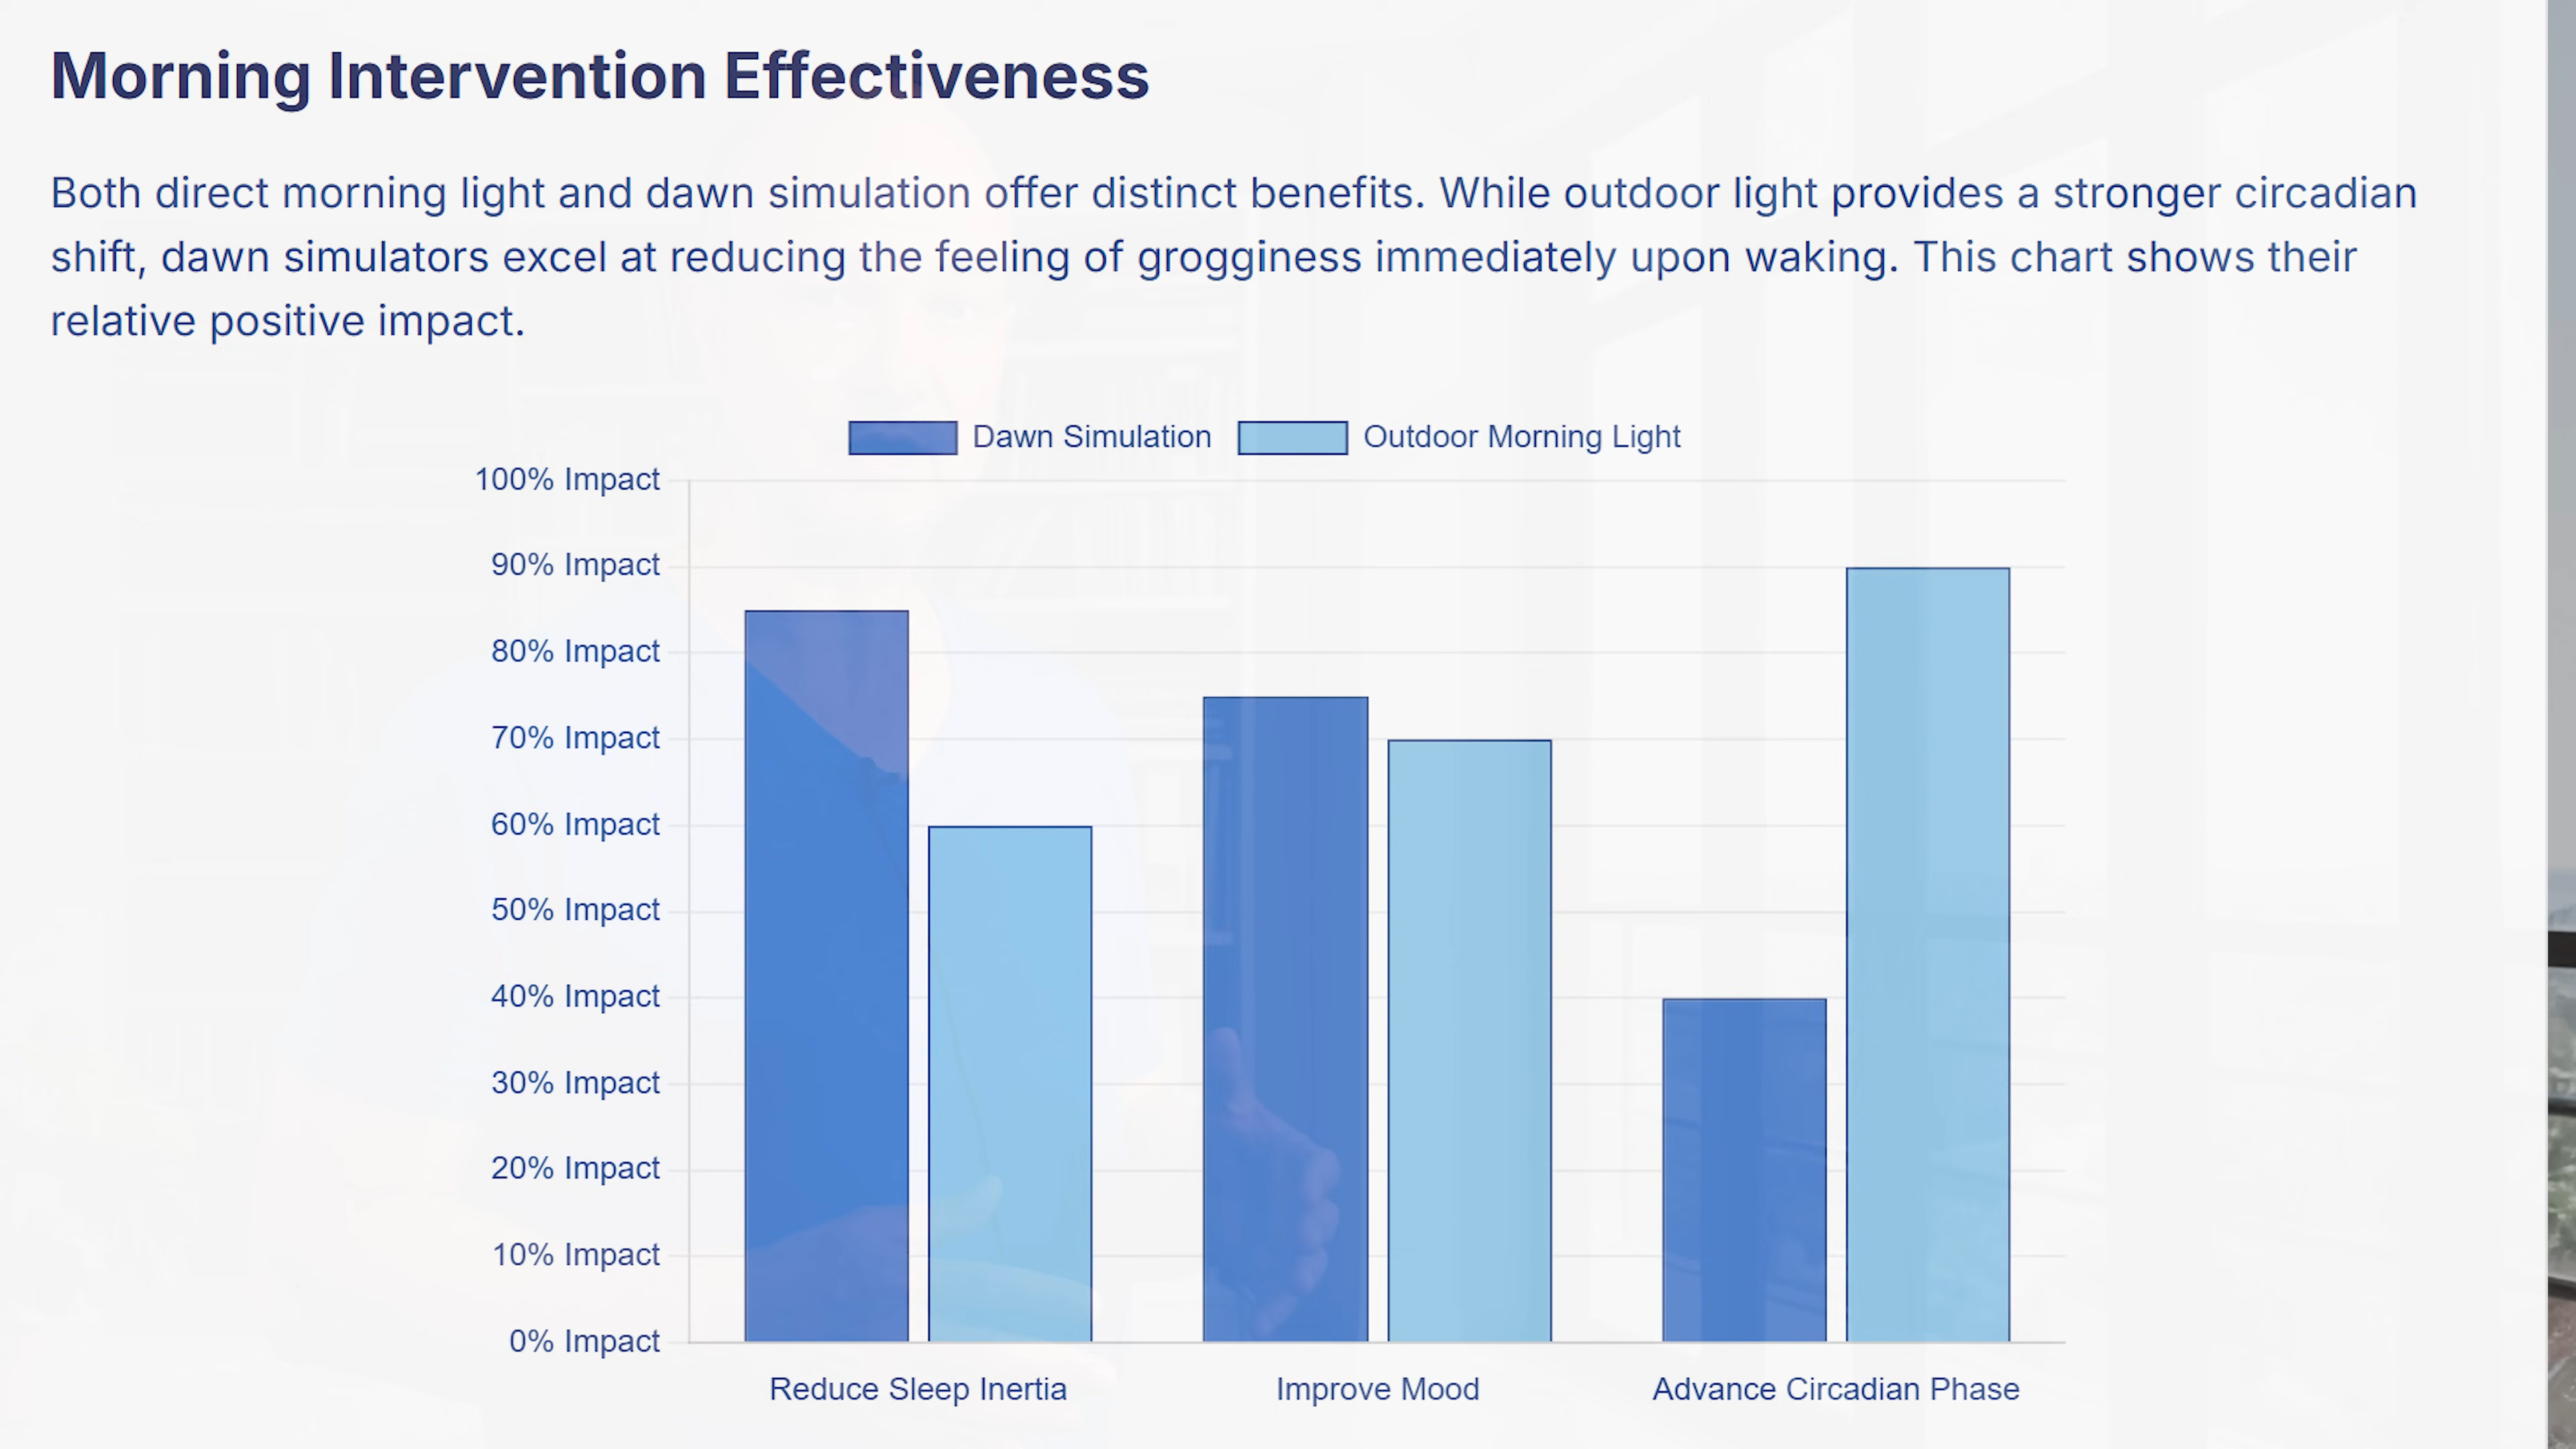 Morning Intervention Effectiveness
Both direct morning light and dawn simulation offer distinct benefits. While outdoor light provides a stronger circadian
shift, dawn simulators excel at reducing the feeling of grogginess immediately upon waking. This chart shows their
relative positive impact.
Dawn Simulation
Outdoor Morning Light
100% Impact
90% Impact
80% Impact
70% Impact
60% Impact
50% Impact
40% Impact
30% Impact
20% Impact
10% Impact
0% Impact
Reduce Sleep Inertia
Improve Mood
Advance Circadian Phase